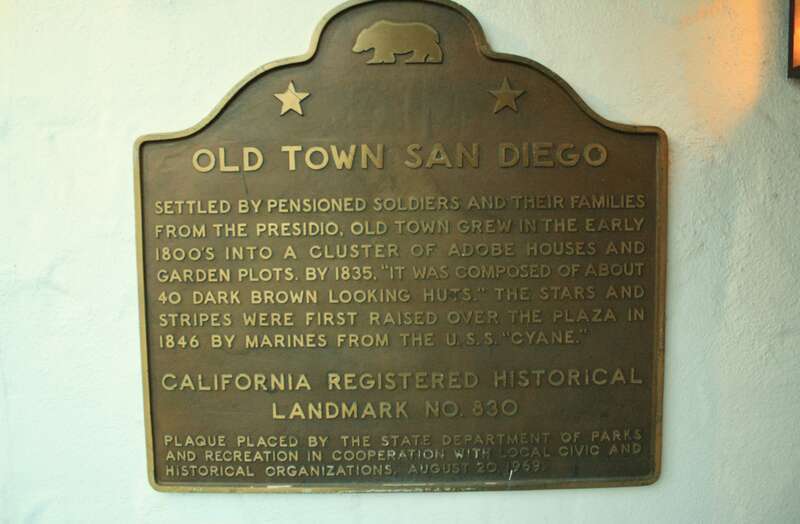 OLD TOWN SAN DIEGO
SETTLED BY PENSIONED SOLDIERS AND THEIR FAMILIES
FROM THE PRESIDIO, OLD TOWN GREW IN THE EARLY
1800'S INTO A CLUSTER OF ADOBE HOUSES AND
GARDEN PLOTS. BY 1835, "IT WAS COMPOSED OF ABOUT
40 DARK BROWN LOOKING HUTS." THE STARS AND
STRIPES WERE FIRST RAISED OVER THE PLAZA IN
1846 BY MARINES FROM THE U.S.S. "CYANE."
CALIFORNIA REGISTERED HISTORICAL
LANDMARK NO. 830
PLAQUE PLACED BY THE STATE DEPARTMENT OF PARKS
AND RECREATION IN COOPERATION WITH LOCAL CIVIC AND
HISTORICAL ORGANIZATIONS, AUGUST 20, 1969.